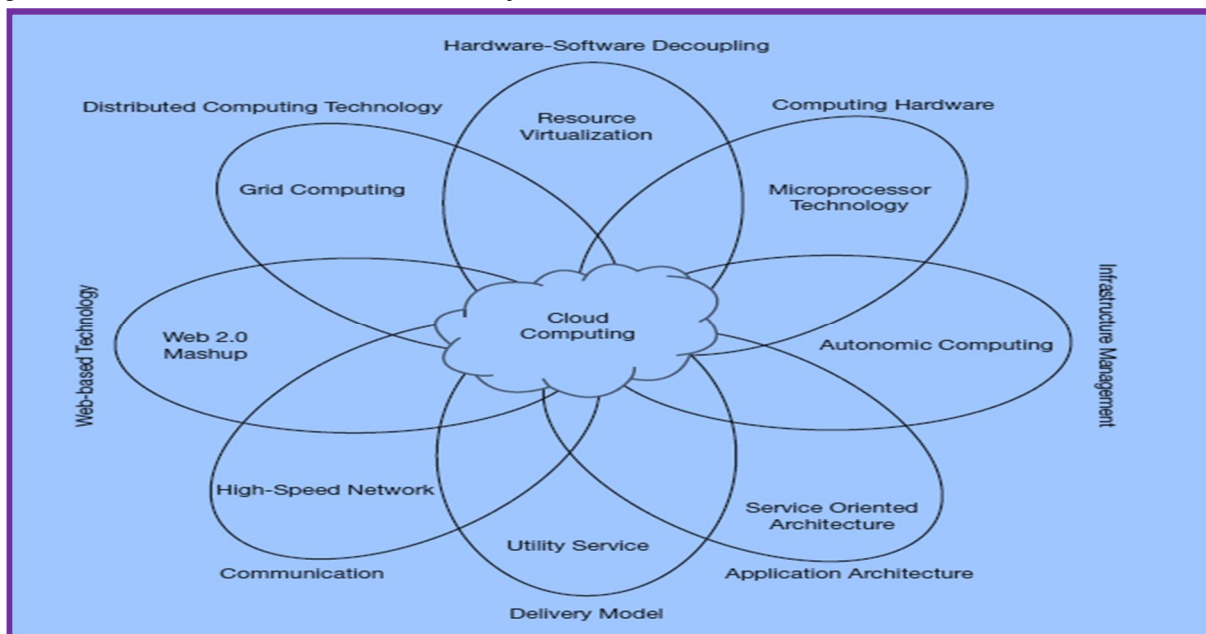 Hardware-Software Decoupling
Distributed Computing Technology
Computing Hardware
Resource
Virtualization
Grid Computing
Microprocessor
Technology
Web-based Technology
Web 2.0
Mashup
Cloud
Computing
Autonomic Computing
Infrastructure Management
High-Speed Network
Service Oriented
Architecture
Utility Service
Communication
Application Architecture
Delivery Model